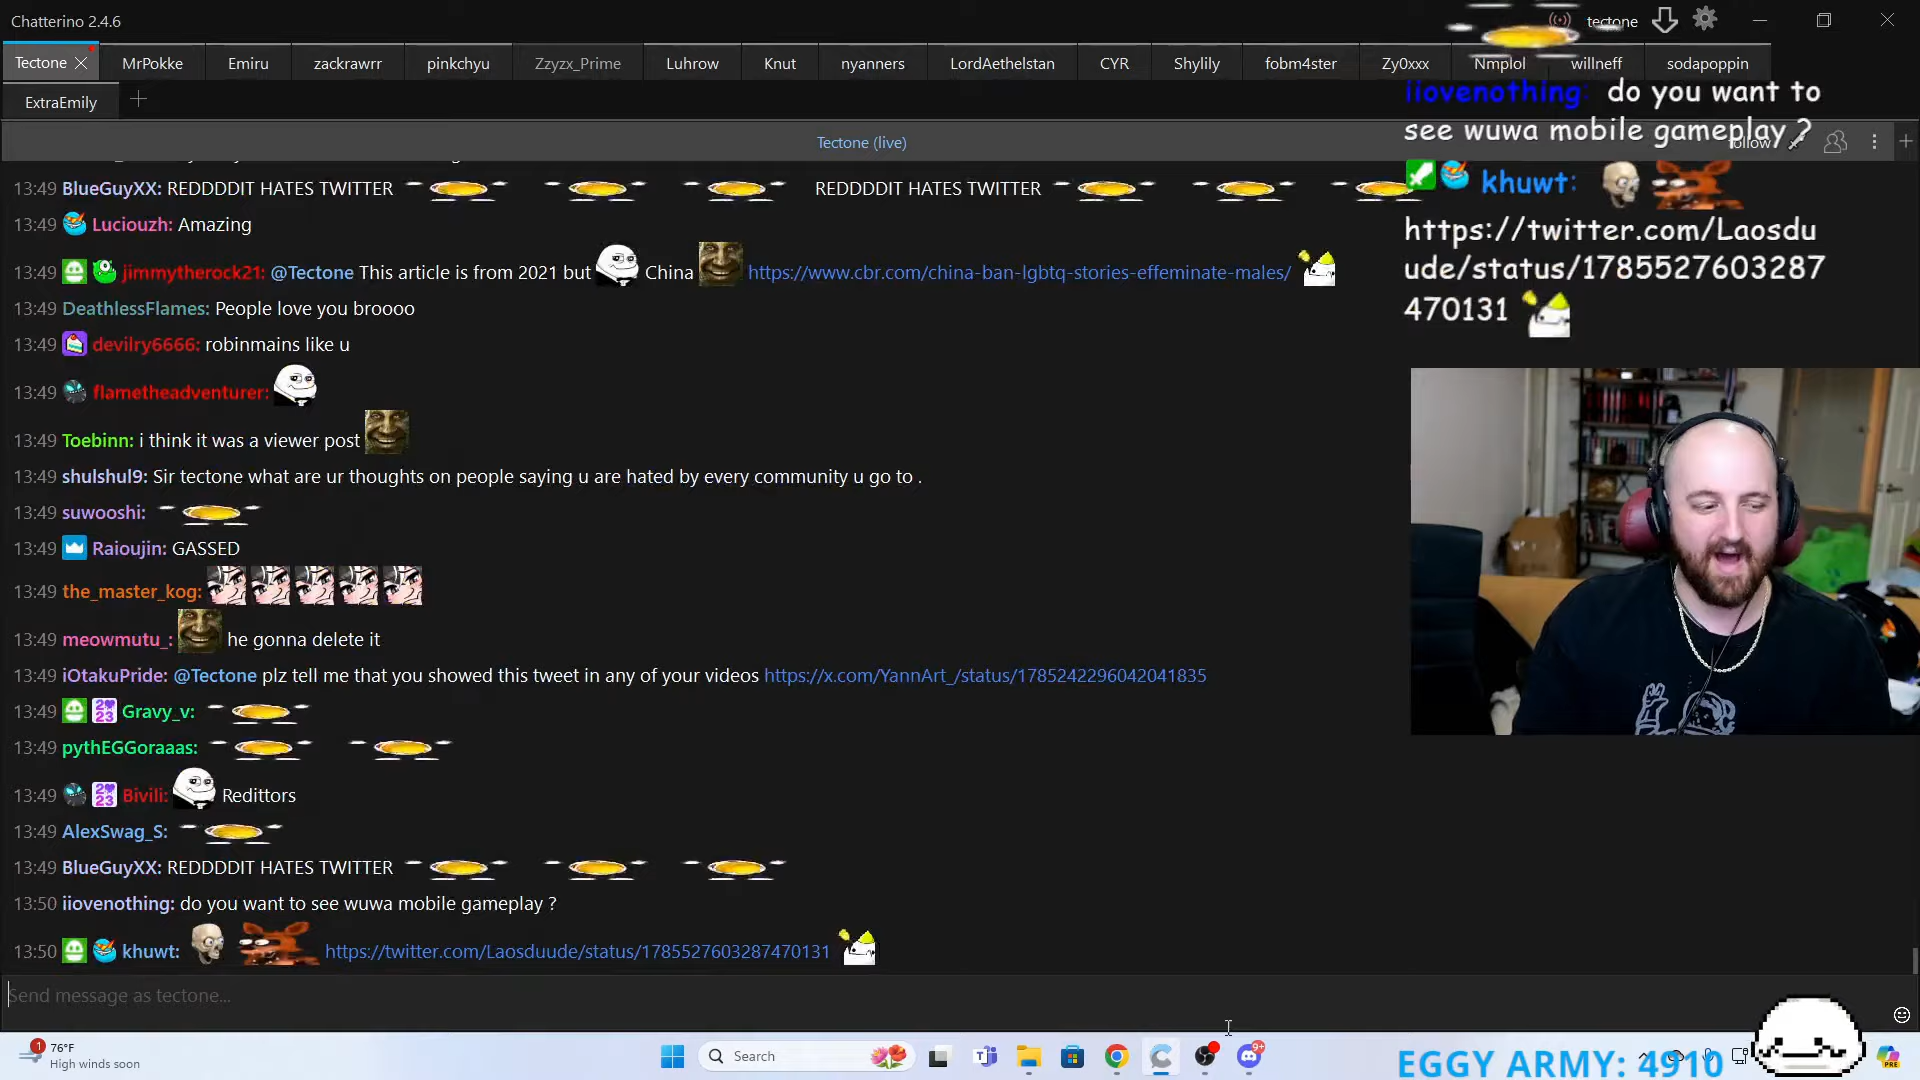 Chatterino 2.4.6
tectone
Tectone
MrPokke
Emiru
zackrawrr
pinkchyu
Zzyzx_Prime
Luhrow
Knut
nyanners
LordAethelstan
CYR
Shylily
fobm4ster
Zy0xxx
Nmplol
willneff
sodapoppin
ExtraEmily
Tectone (live)
follow
13:49 BlueGuyXX: REDDDDIT HATES TWITTER REDDDDIT HATES TWITTER
13:49 Luciouzh: Amazing
13:49 jimmytherock21: @Tectone This article is from 2021 but China https://www.cbr.com/china-ban-lgbtq-stories-effeminate-males/
13:49 DeathlessFlames: People love you broooo
13:49 devilry6666: robinmains like u
13:49 flametheadventurer:
13:49 Toebinn: i think it was a viewer post
13:49 shulshul9: Sir tectone what are ur thoughts on people saying u are hated by every community u go to .
13:49 suwooshi:
13:49 Raioujin: GASSED
13:49 the_master_kog:
13:49 meowmutu_: he gonna delete it
13:49 iOtakuPride: @Tectone plz tell me that you showed this tweet in any of your videos https://x.com/YannArt_/status/1785242296042041835
13:49 Gravy_v:
13:49 pythEGGoraaas:
13:49 Bivili: Redittors
13:49 AlexSwag_S:
13:49 BlueGuyXX: REDDDDIT HATES TWITTER
13:50 iiovenothing: do you want to see wuwa mobile gameplay ?
13:50 khuwt: https://twitter.com/Laosduude/status/1785527603287470131
Send message as tectone...
iiovenothing: do you want to
see wuwa mobile gameplay ?
khuwt:
https://twitter.com/Laosdu
ude/status/1785527603287
470131
1
76°F
High winds soon
Search
9+
EGGY ARMY: 4910
PRE